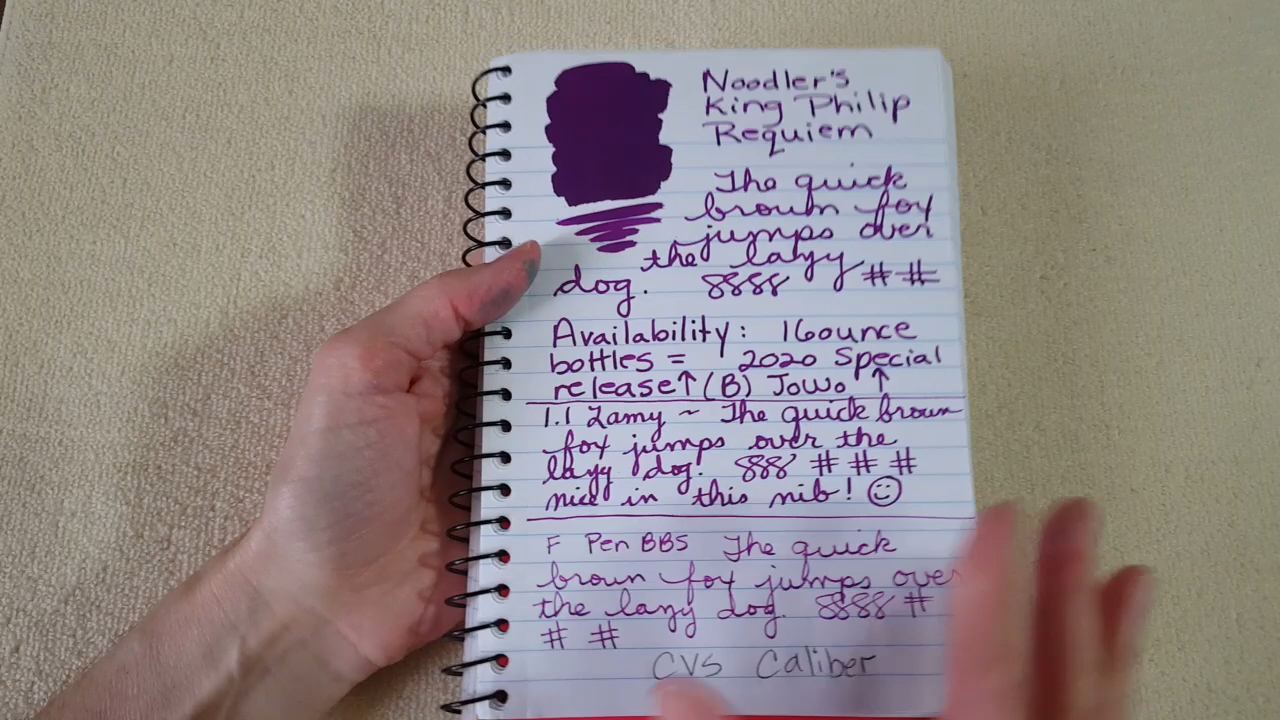 Noodler's
King Philip
Requiem
The quick
brown fox
jumps over
the lazy
dog. 8888 # #
Availability: 16ounce
bottles = 2020 Special
release↑ (B) JoWo ↑
1.1 Lamy ~ The quick brown
fox jumps over the
lazy dog. 888 # # #
nice in this nib! ☺
F Pen BBS The quick
brown fox jumps over
the lazy dog. 8888 #
# #
CVS Caliber